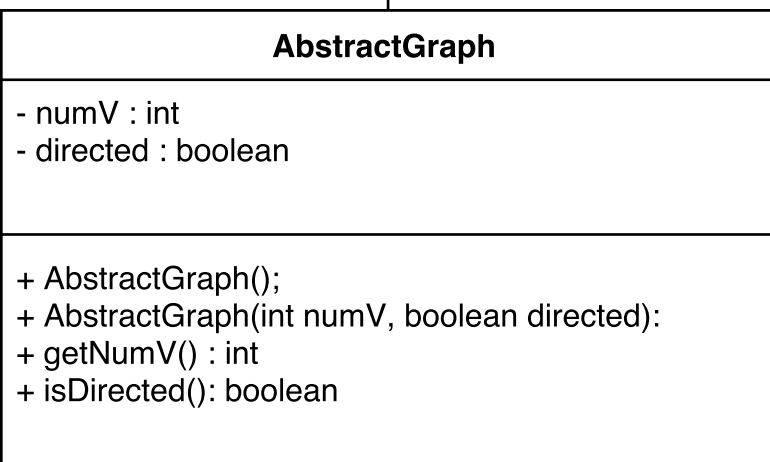 AbstractGraph
- numV : int
- directed : boolean
+ AbstractGraph();
+ AbstractGraph(int numV, boolean directed):
+ getNumV() : int
+ isDirected(): boolean